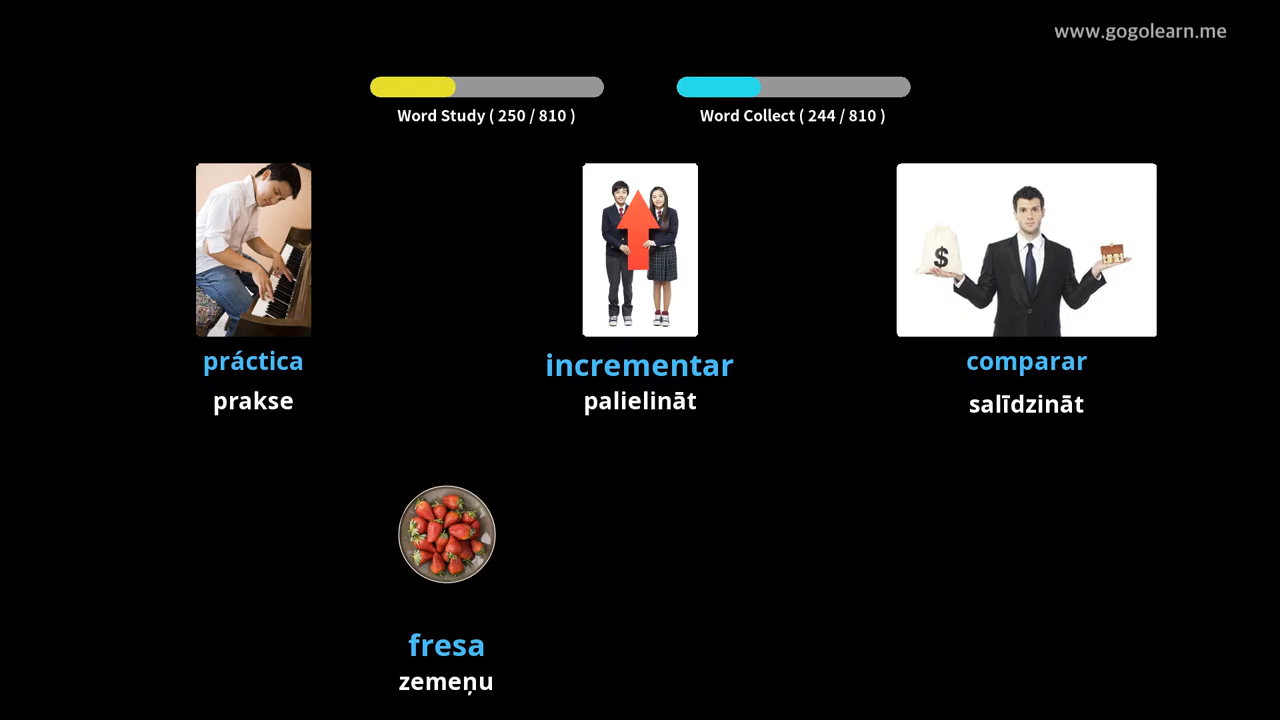 www.gogolearn.me
Word Study ( 250 / 810 )
Word Collect ( 244 / 810 )
$
práctica
prakse
incrementar
palielināt
comparar
salīdzināt
fresa
zemeņu